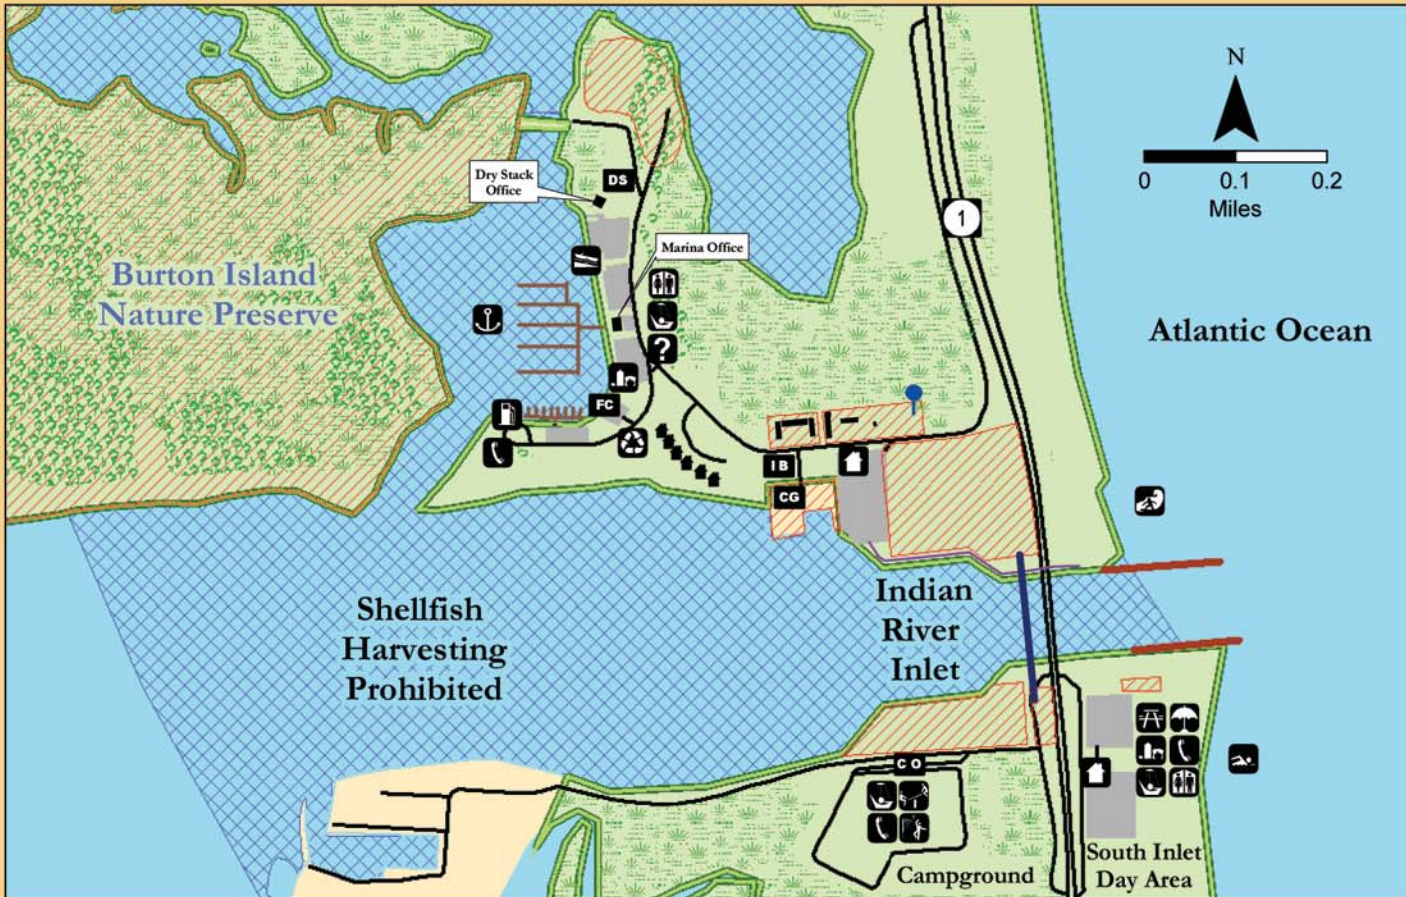 N
0 0.1 0.2
Miles
Dry Stack
Office
DS
1
Marina Office
Burton Island
Nature Preserve
Atlantic Ocean
?
FC
IB
CG
Indian
River
Inlet
Shellfish
Harvesting
Prohibited
CO
Campground
South Inlet
Day Area